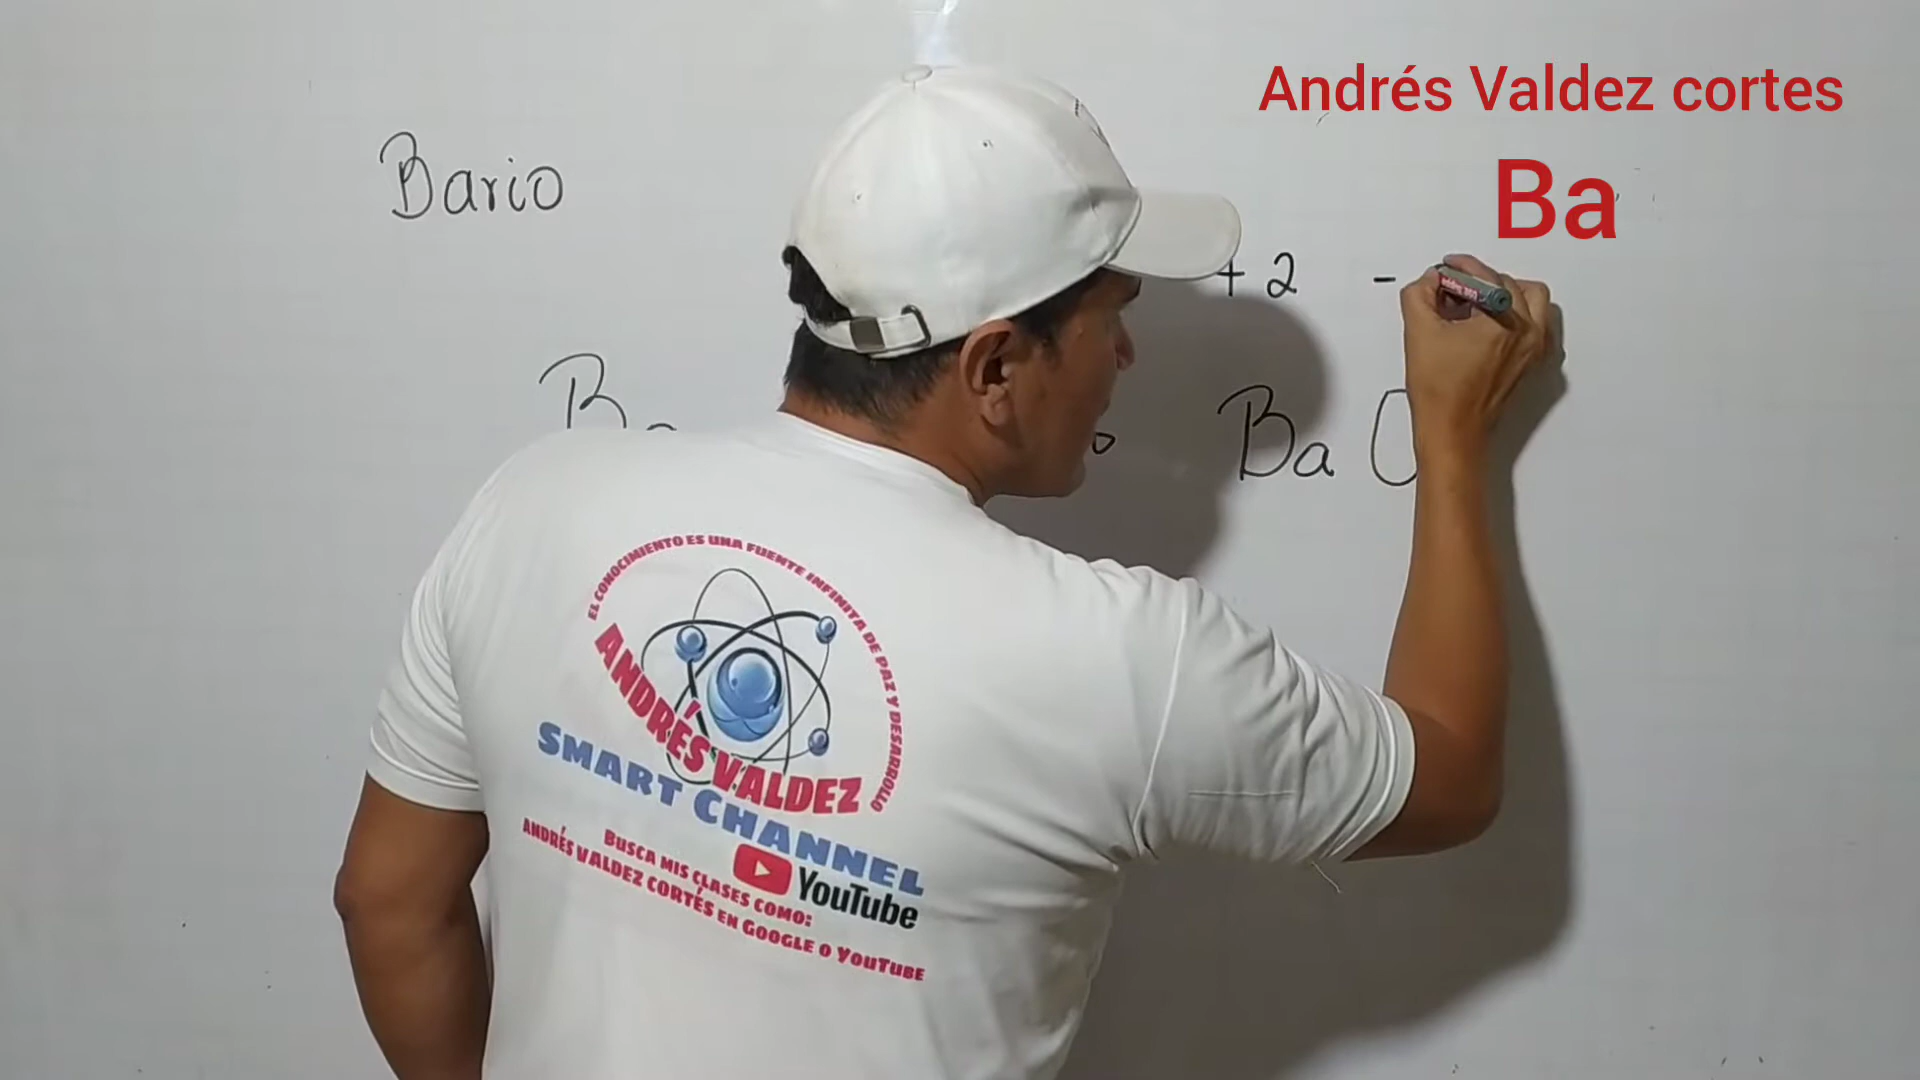 Andrés Valdez cortes
Ba
Bario
+2 -
Ba O
EL CONOCIMIENTO ES UNA FUENTE INFINITA DE PAZ Y DESARROLLO
ANDRÉS VALDEZ
SMART CHANNEL
YouTube
BUSCA MIS CLASES COMO:
ANDRÉS VALDEZ CORTÉS EN GOOGLE O YOUTUBE